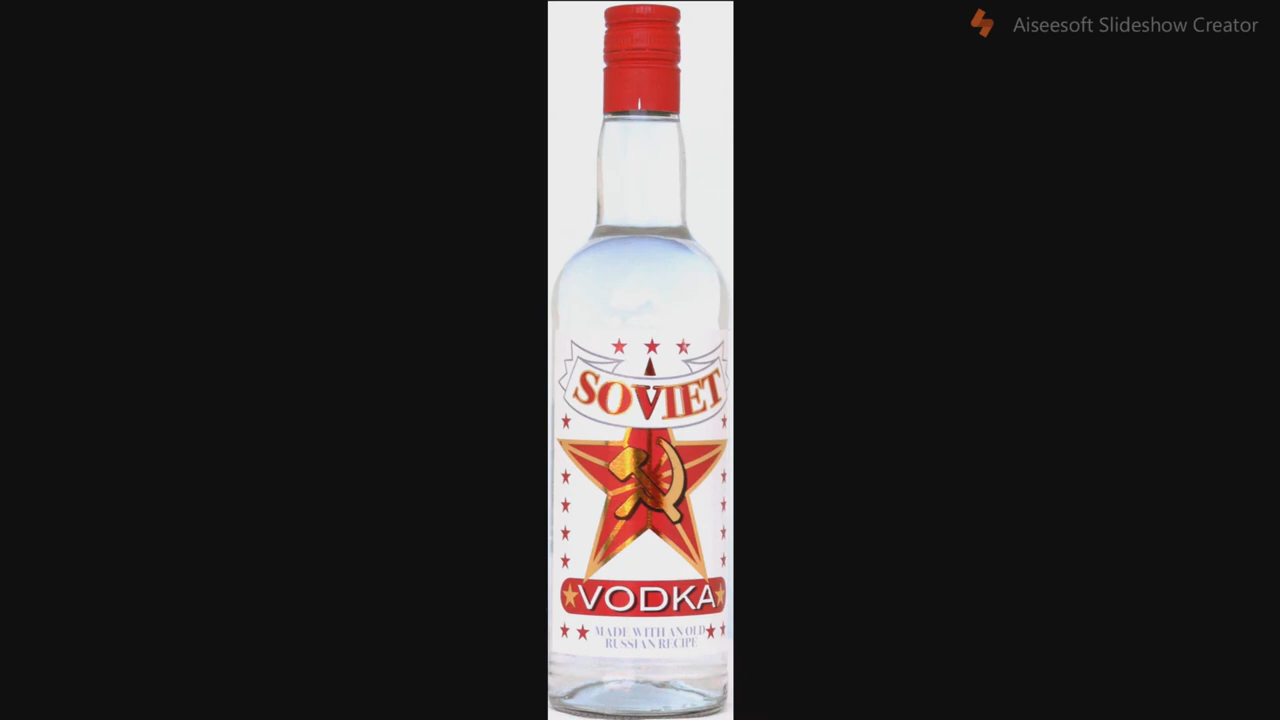 Aiseesoft Slideshow Creator
SOVIET
VODKA
MADE WITH AN OLD
RUSSIAN RECIPE